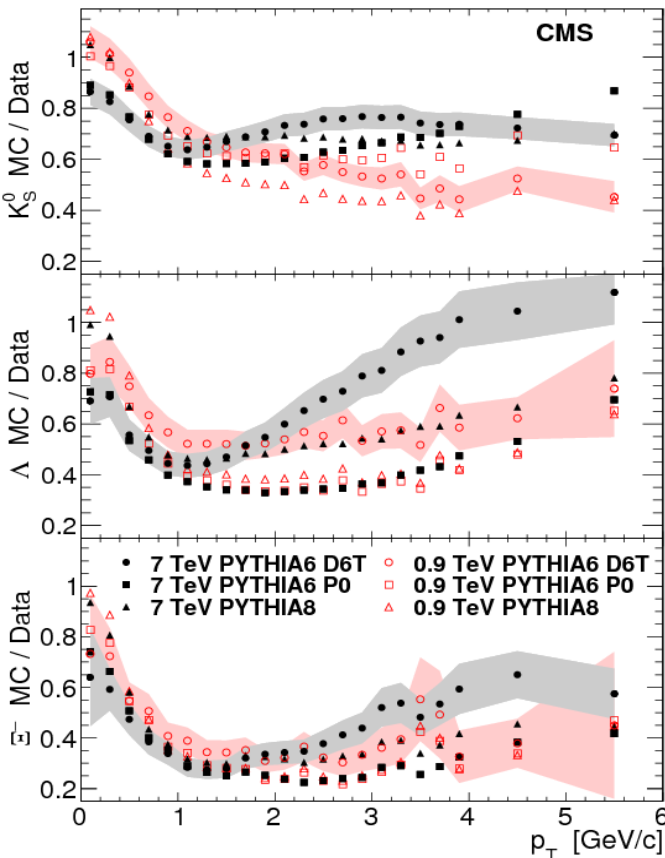 CMS
K_S^0 MC / Data
1
0.8
0.6
0.4
0.2
Λ MC / Data
1
0.8
0.6
0.4
0.2
Ξ⁻ MC / Data
1
0.8
0.6
0.4
0.2
7 TeV PYTHIA6 D6T
7 TeV PYTHIA6 P0
7 TeV PYTHIA8
0.9 TeV PYTHIA6 D6T
0.9 TeV PYTHIA6 P0
0.9 TeV PYTHIA8
0 1 2 3 4 5 6
p_T [GeV/c]